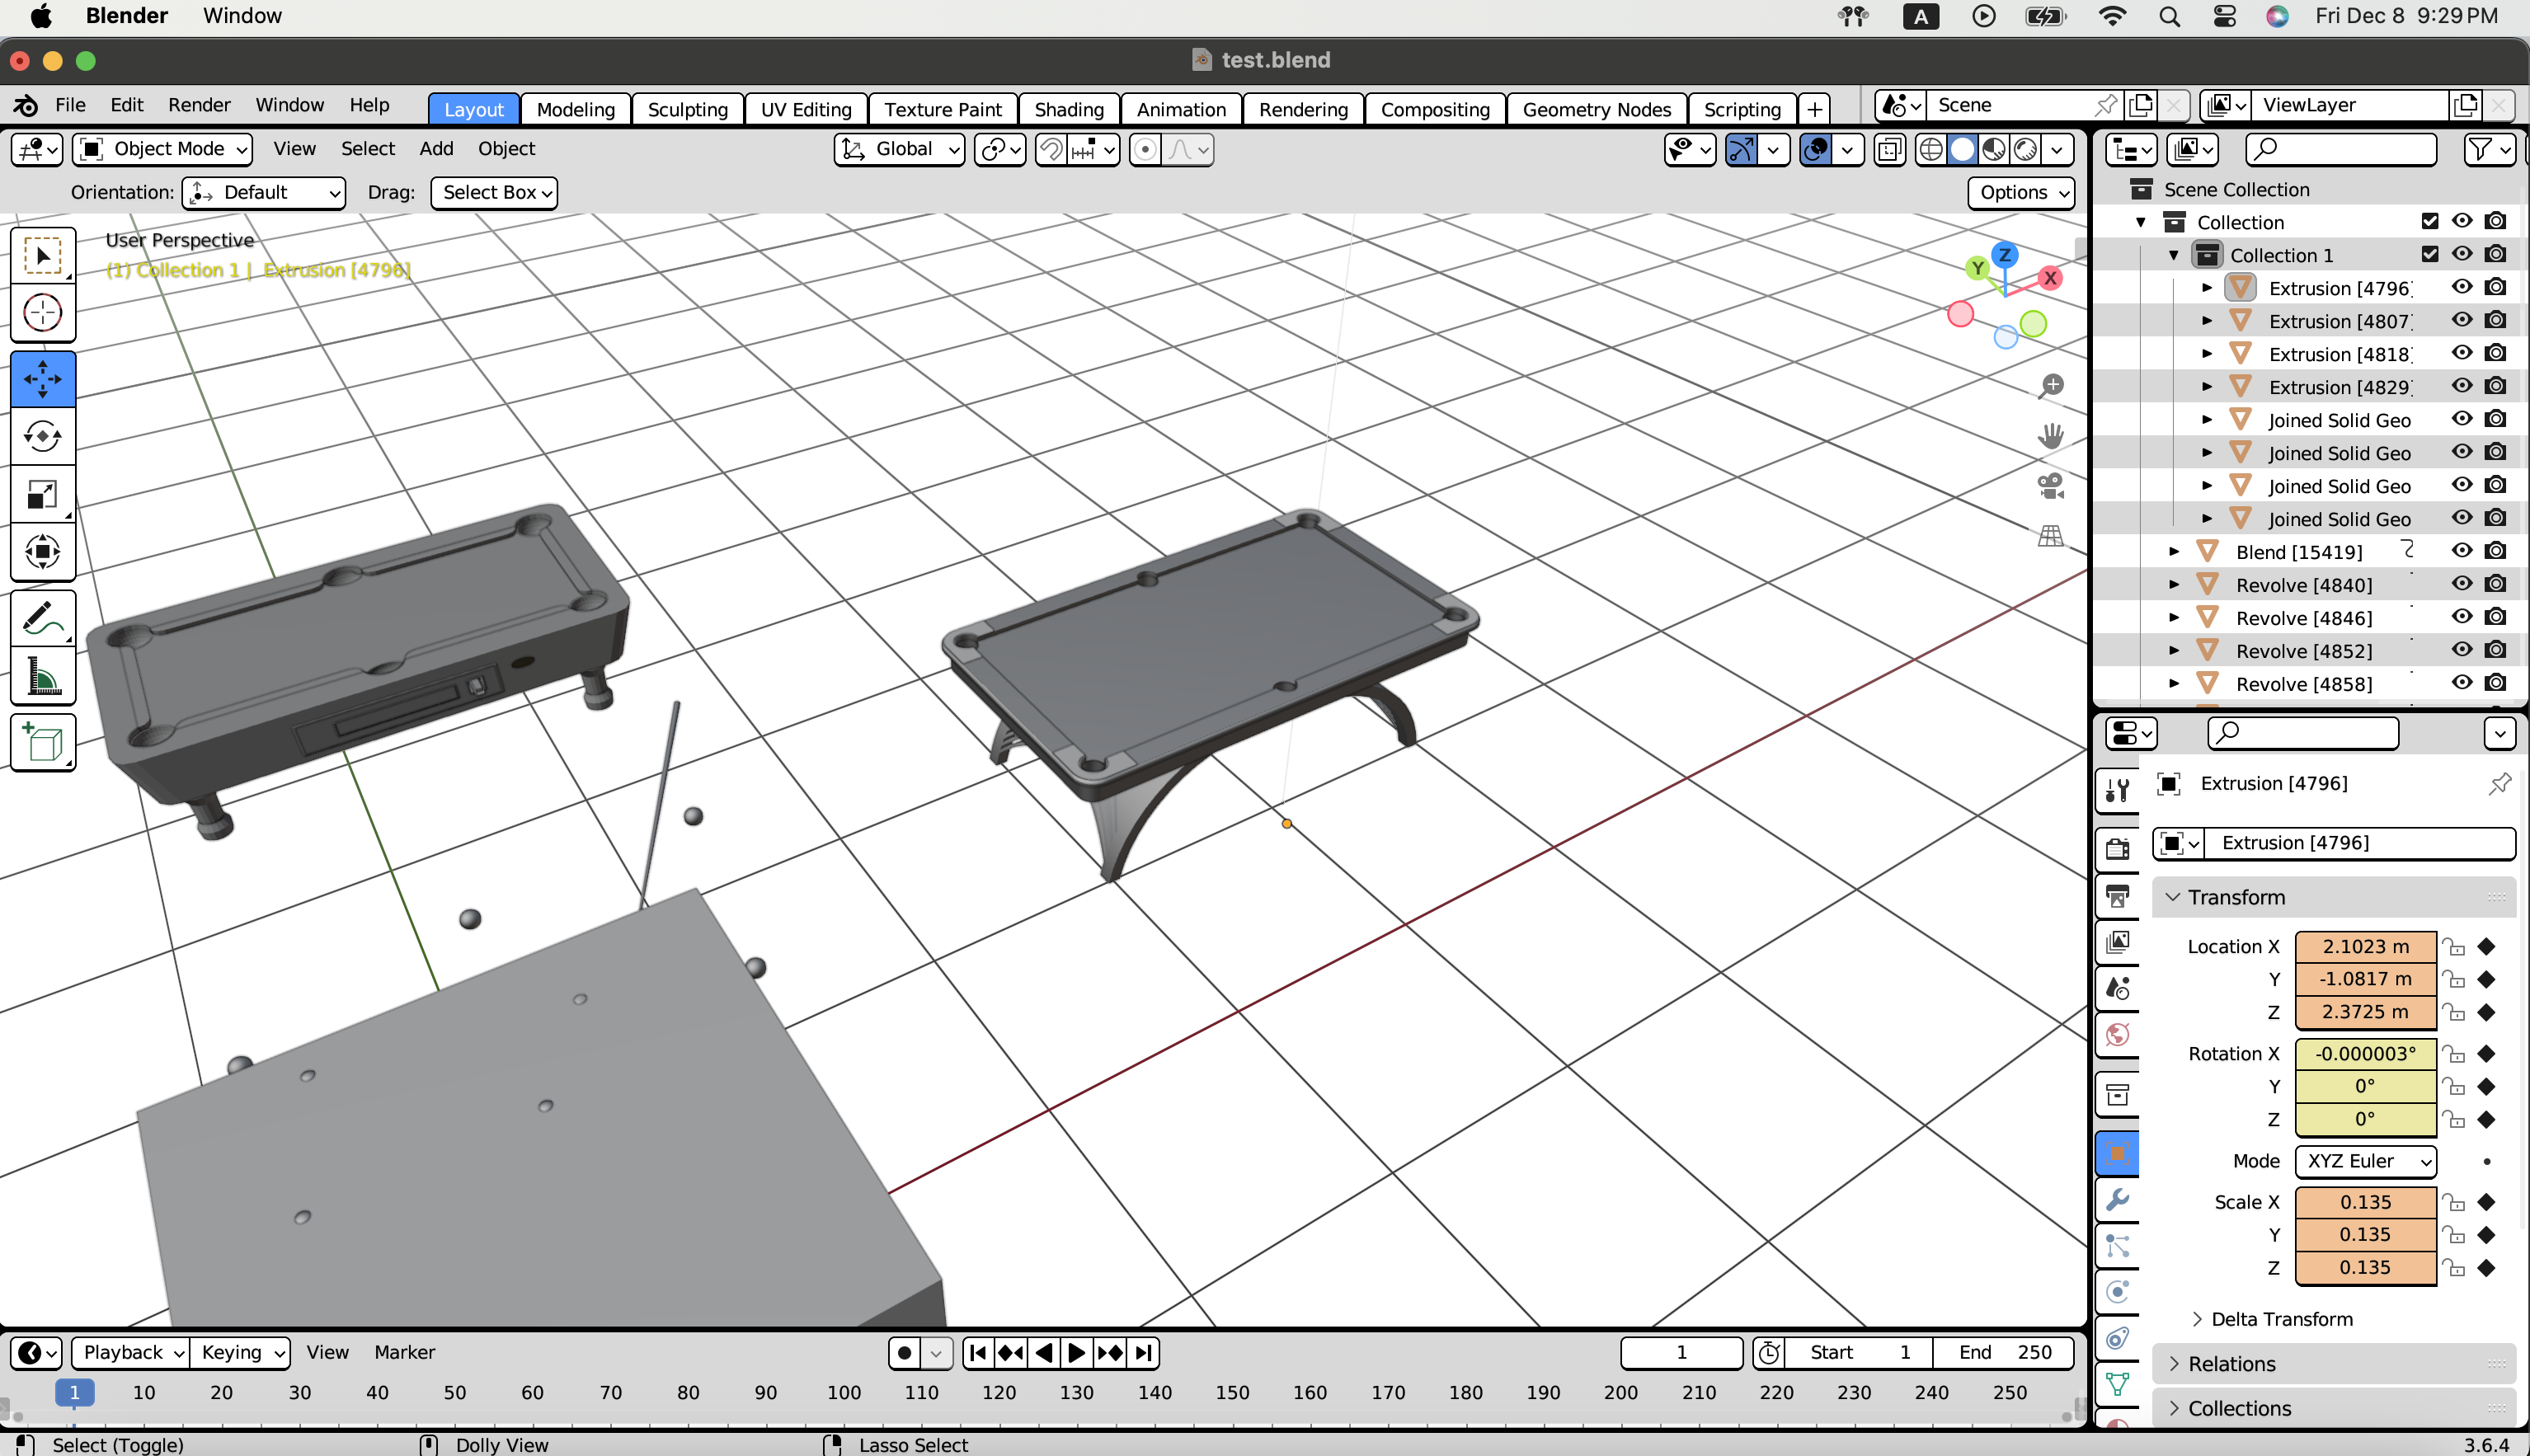 Blender Window A Fri Dec 8 9:29 PM
test.blend
File Edit Render Window Help Layout Modeling Sculpting UV Editing Texture Paint Shading Animation Rendering Compositing Geometry Nodes Scripting + Scene ViewLayer
Object Mode View Select Add Object Global
Orientation: Default Drag: Select Box Options
User Perspective
(1) Collection 1 | Extrusion [4796]
Z
Y
X
Scene Collection
Collection
Collection 1
Extrusion [4796]
Extrusion [4807]
Extrusion [4818]
Extrusion [4829]
Joined Solid Geo
Joined Solid Geo
Joined Solid Geo
Joined Solid Geo
Blend [15419]
Revolve [4840]
Revolve [4846]
Revolve [4852]
Revolve [4858]
Extrusion [4796]
Extrusion [4796]
Transform
Location X 2.1023 m
Y -1.0817 m
Z 2.3725 m
Rotation X -0.000003°
Y 0°
Z 0°
Mode XYZ Euler
Scale X 0.135
Y 0.135
Z 0.135
Delta Transform
Relations
Collections
Playback Keying View Marker 1 Start 1 End 250
1 10 20 30 40 50 60 70 80 90 100 110 120 130 140 150 160 170 180 190 200 210 220 230 240 250
Select (Toggle) Dolly View Lasso Select 3.6.4